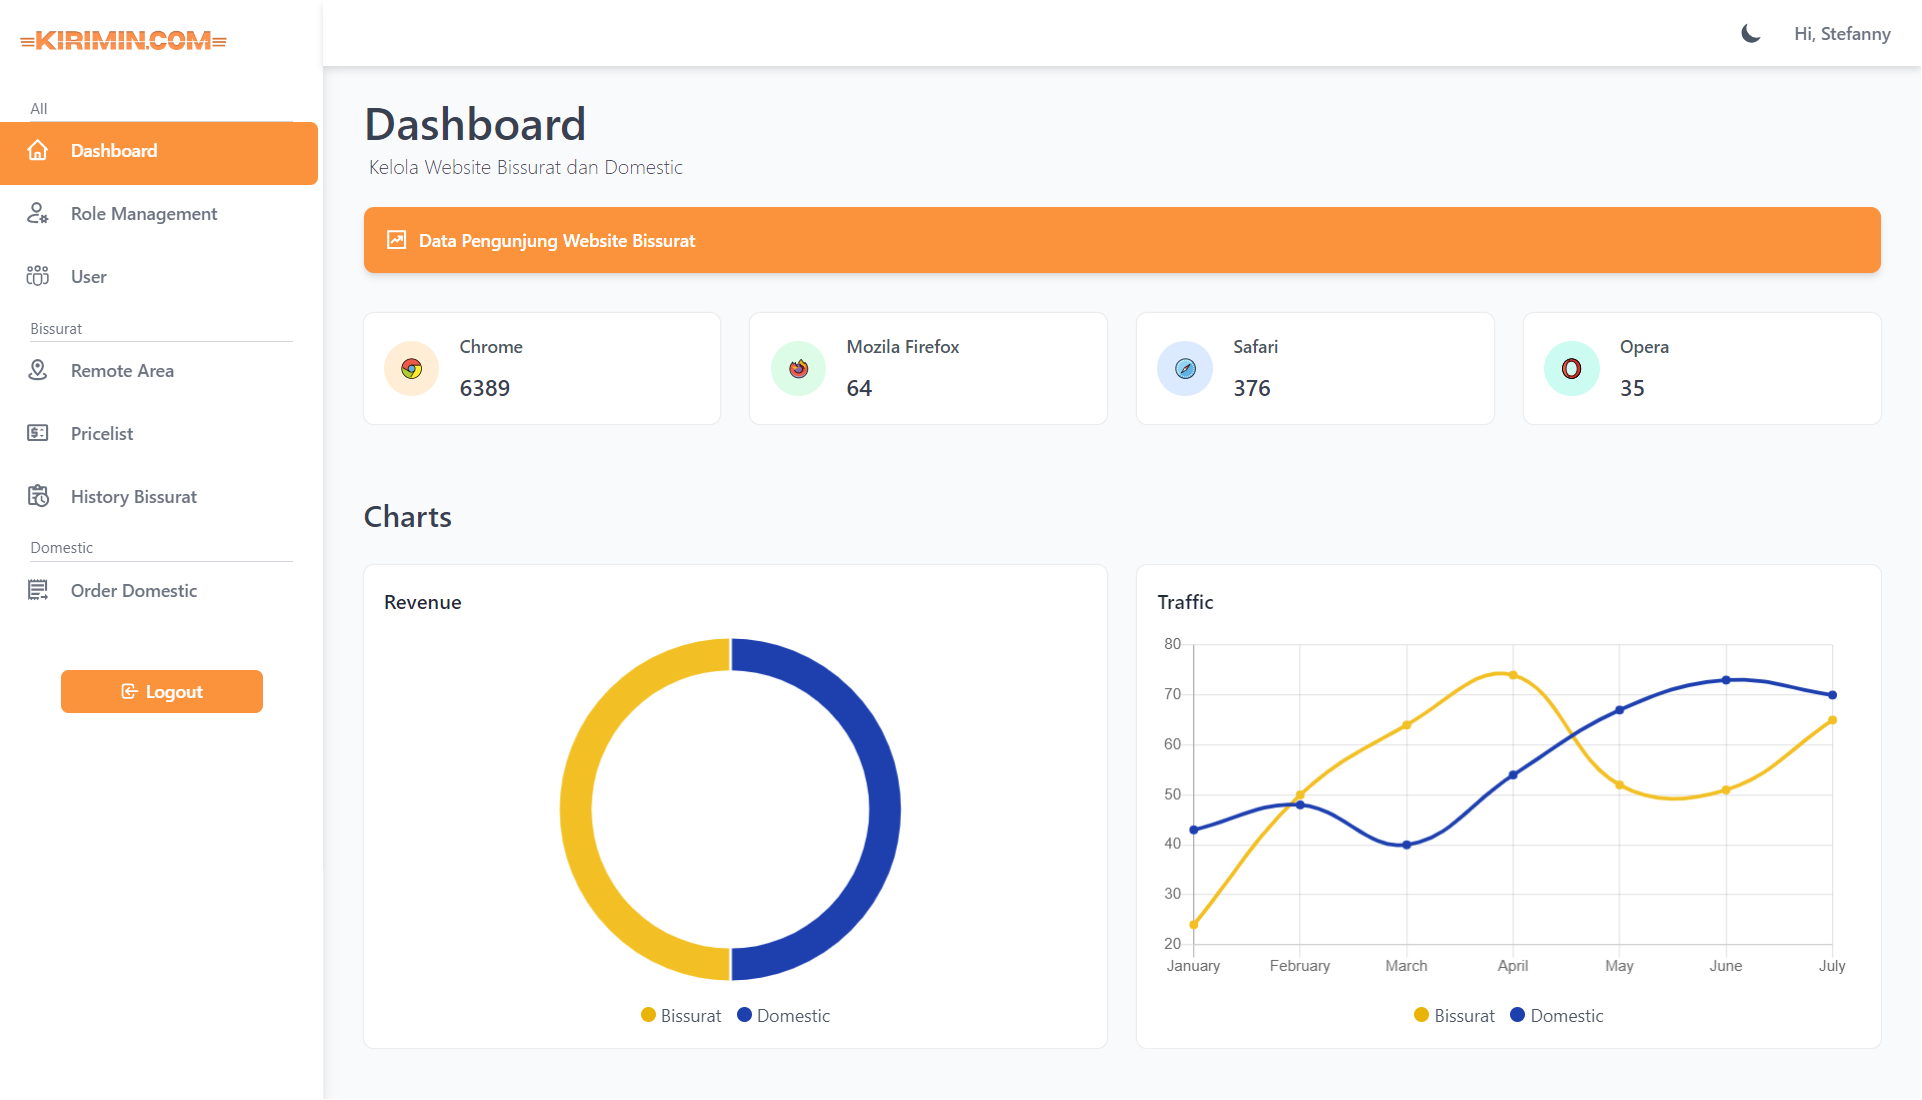 KIRIMIN.COM
Hi, Stefanny
All
Dashboard
Role Management
User
Bissurat
Remote Area
Pricelist
History Bissurat
Domestic
Order Domestic
Logout
Dashboard
Kelola Website Bissurat dan Domestic
Data Pengunjung Website Bissurat
Chrome
6389
Mozila Firefox
64
Safari
376
Opera
35
Charts
Revenue
Bissurat
Domestic
Traffic
80
70
60
50
40
30
20
January February March April May June July
Bissurat
Domestic